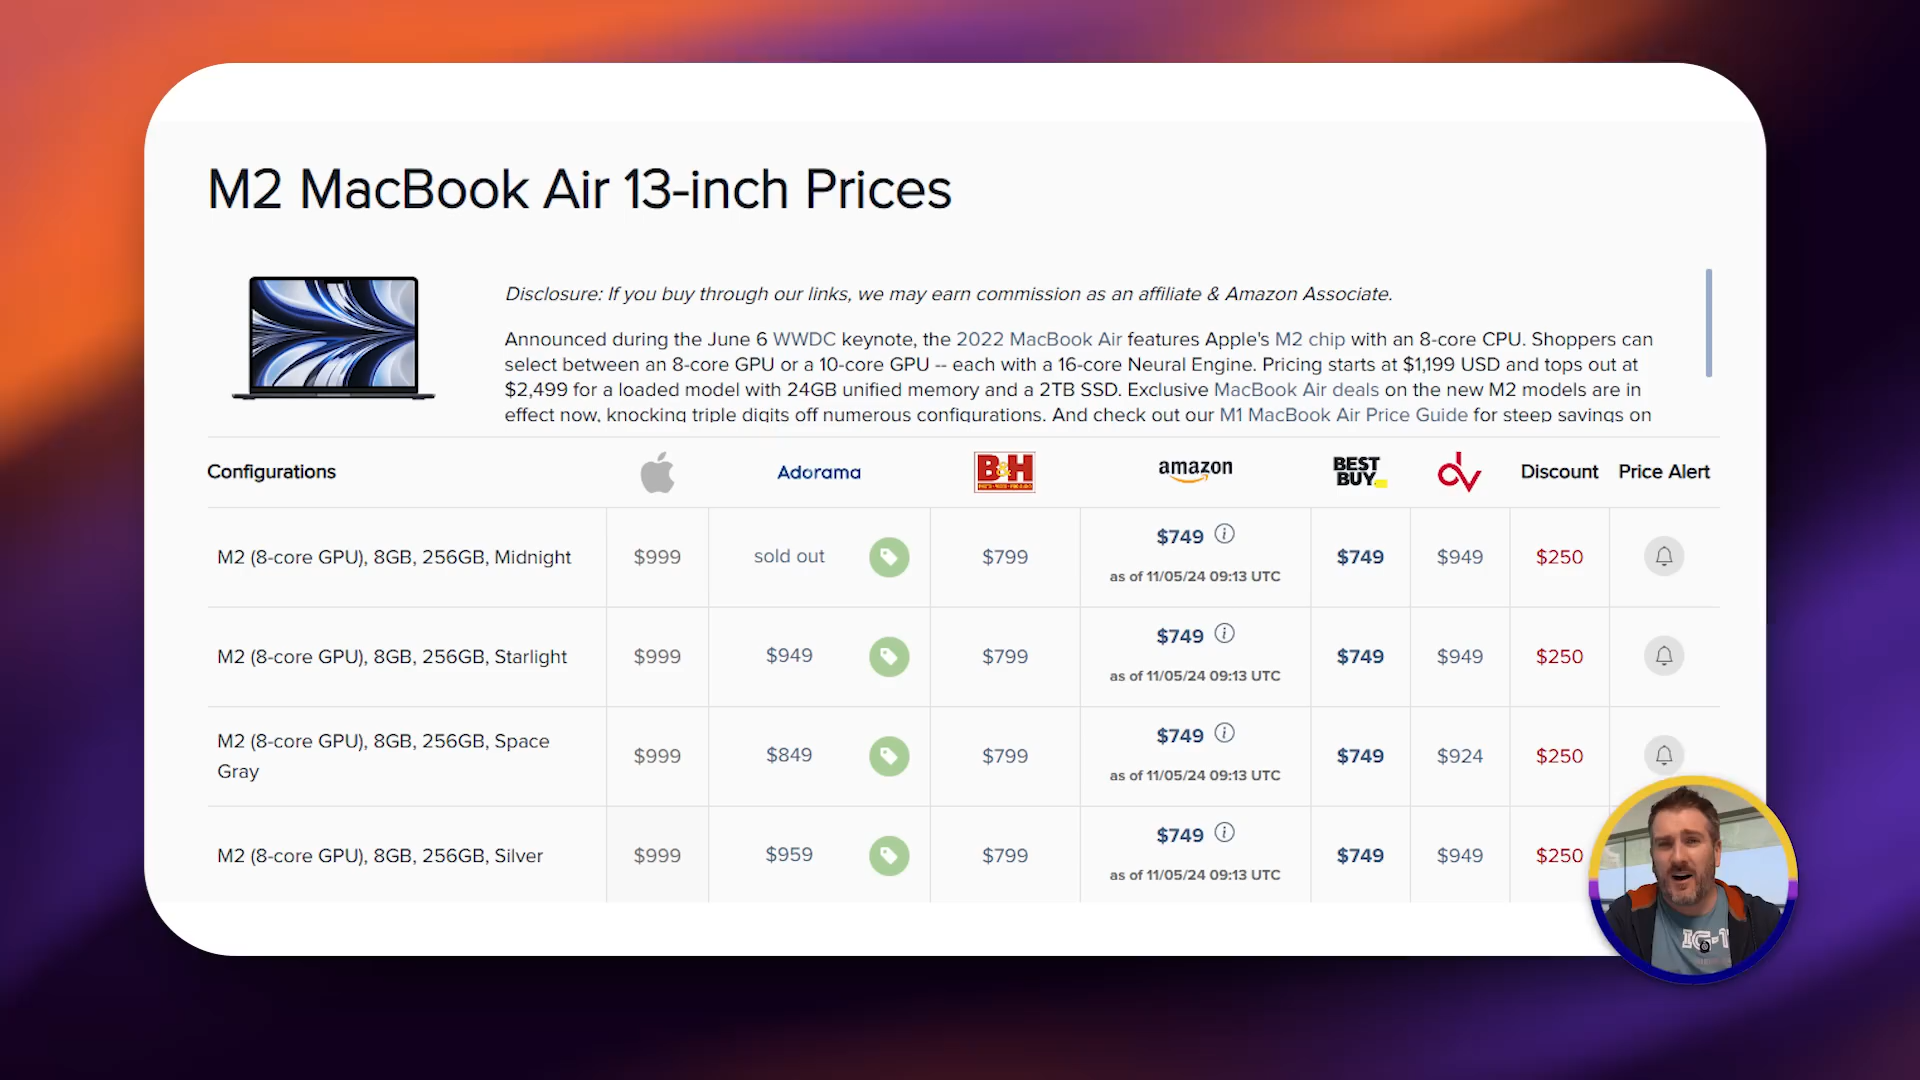 M2 MacBook Air 13-inch Prices
Disclosure: If you buy through our links, we may earn commission as an affiliate & Amazon Associate.
Announced during the June 6 WWDC keynote, the 2022 MacBook Air features Apple's M2 chip with an 8-core CPU. Shoppers can
select between an 8-core GPU or a 10-core GPU -- each with a 16-core Neural Engine. Pricing starts at $1,199 USD and tops out at
$2,499 for a loaded model with 24GB unified memory and a 2TB SSD. Exclusive MacBook Air deals on the new M2 models are in
effect now, knocking triple digits off numerous configurations. And check out our M1 MacBook Air Price Guide for steep savings on
Configurations Adorama B&H amazon BEST BUY dv Discount Price Alert
M2 (8-core GPU), 8GB, 256GB, Midnight $999 sold out $799 $749 $749 $949 $250
as of 11/05/24 09:13 UTC
M2 (8-core GPU), 8GB, 256GB, Starlight $999 $949 $799 $749 $749 $949 $250
as of 11/05/24 09:13 UTC
M2 (8-core GPU), 8GB, 256GB, Space $999 $849 $799 $749 $749 $924 $250
Gray as of 11/05/24 09:13 UTC
M2 (8-core GPU), 8GB, 256GB, Silver $999 $959 $799 $749 $749 $949 $250
as of 11/05/24 09:13 UTC